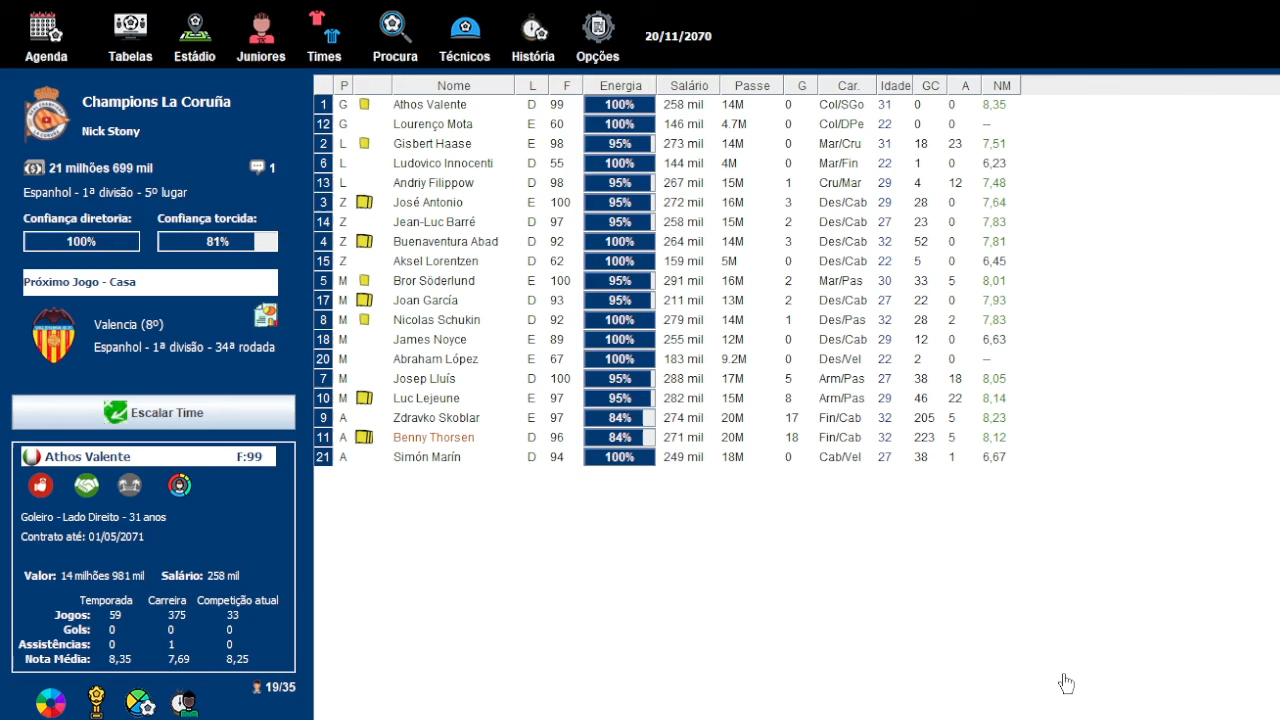 Agenda Tabelas Estádio Juniores Times Procura Técnicos História Opções 20/11/2070
Champions La Coruña
Nick Stony
21 milhões 699 mil 1
Espanhol - 1ª divisão - 5º lugar
Confiança diretoria: Confiança torcida:
100% 81%
Próximo Jogo - Casa
Valencia (8º)
Espanhol - 1ª divisão - 34ª rodada
Escalar Time
Athos Valente F:99
Goleiro - Lado Direito - 31 anos
Contrato até: 01/05/2071
Valor: 14 milhões 981 mil Salário: 258 mil
Temporada Carreira Competição atual
Jogos: 59 375 33
Gols: 0 0 0
Assistências: 0 1 0
Nota Média: 8,35 7,69 8,25
19/35
P Nome L F Energia Salário Passe G Car. Idade GC A NM
1 G Athos Valente D 99 100% 258 mil 14M 0 Col/SGo 31 0 0 8,35
12 G Lourenço Mota E 60 100% 146 mil 4.7M 0 Col/DPe 22 0 0 --
2 L Gisbert Haase E 98 95% 273 mil 14M 0 Mar/Cru 31 18 23 7,51
6 L Ludovico Innocenti D 55 100% 144 mil 4M 0 Mar/Fin 22 1 0 6,23
13 L Andriy Filippow D 98 95% 267 mil 15M 1 Cru/Mar 29 4 12 7,48
3 Z José Antonio E 100 95% 272 mil 16M 3 Des/Cab 29 28 0 7,64
14 Z Jean-Luc Barré D 97 95% 258 mil 15M 2 Des/Cab 27 23 0 7,83
4 Z Buenaventura Abad D 92 100% 264 mil 14M 3 Des/Cab 32 52 0 7,81
15 Z Aksel Lorentzen D 62 100% 159 mil 5M 0 Des/Cab 22 5 0 6,45
5 M Bror Söderlund E 100 95% 291 mil 16M 2 Mar/Pas 30 33 5 8,01
17 M Joan García D 93 95% 211 mil 13M 2 Des/Cab 27 22 0 7,93
8 M Nicolas Schukin D 92 100% 279 mil 14M 1 Des/Pas 32 28 2 7,83
18 M James Noyce E 89 100% 255 mil 12M 0 Des/Cab 29 12 0 6,63
20 M Abraham López E 67 100% 183 mil 9.2M 0 Des/Vel 22 2 0 --
7 M Josep Lluís D 100 95% 288 mil 17M 5 Arm/Pas 27 38 18 8,05
10 M Luc Lejeune E 97 95% 282 mil 15M 8 Arm/Pas 29 46 22 8,14
9 A Zdravko Skoblar E 97 84% 274 mil 20M 17 Fin/Cab 32 205 5 8,23
11 A Benny Thorsen D 96 84% 271 mil 20M 18 Fin/Cab 32 223 5 8,12
21 A Simón Marín D 94 100% 249 mil 18M 0 Cab/Vel 27 38 1 6,67